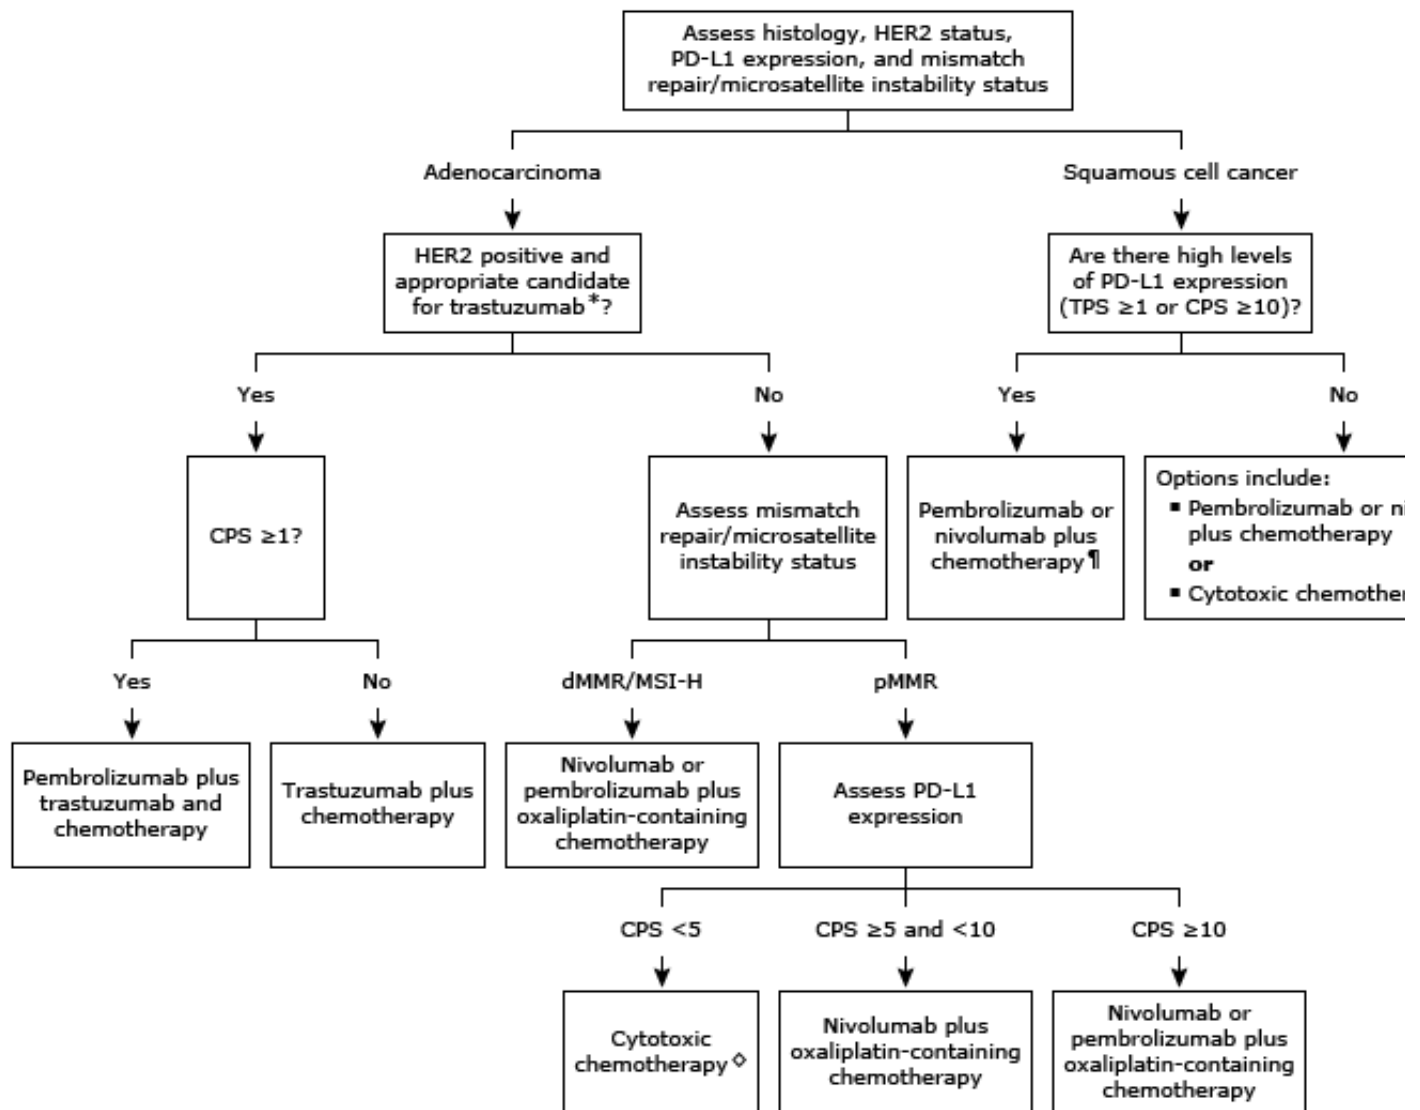 Assess histology, HER2 status,
PD-L1 expression, and mismatch
repair/microsatellite instability status
Adenocarcinoma
Squamous cell cancer
HER2 positive and
appropriate candidate
for trastuzumab*?
Are there high levels
of PD-L1 expression
(TPS ≥1 or CPS ≥10)?
Yes
No
Yes
No
CPS ≥1?
Assess mismatch
repair/microsatellite
instability status
Pembrolizumab or
nivolumab plus
chemotherapy¶
Options include:
▪ Pembrolizumab or
plus chemotherapy
or
▪ Cytotoxic
Yes
No
dMMR/MSI-H
pMMR
Pembrolizumab plus
trastuzumab and
chemotherapy
Trastuzumab plus
chemotherapy
Nivolumab or
pembrolizumab plus
oxaliplatin-containing
chemotherapy
Assess PD-L1
expression
CPS <5
CPS ≥5 and <10
CPS ≥10
Cytotoxic
chemotherapy◇
Nivolumab plus
oxaliplatin-containing
chemotherapy
Nivolumab or
pembrolizumab plus
oxaliplatin-containing
chemotherapy